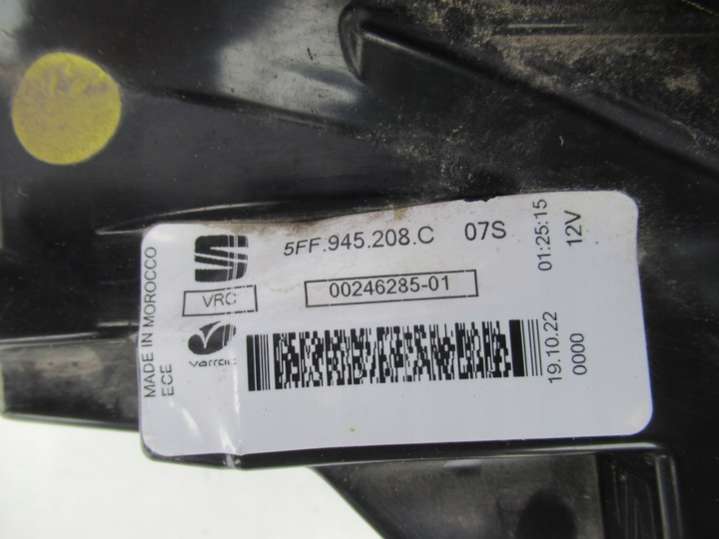 5FF.945.208.C 07S
VRC
00246285-01
varroc
MADE IN MOROCCO
ECE
19.10.22 01:25:15
0000 12V